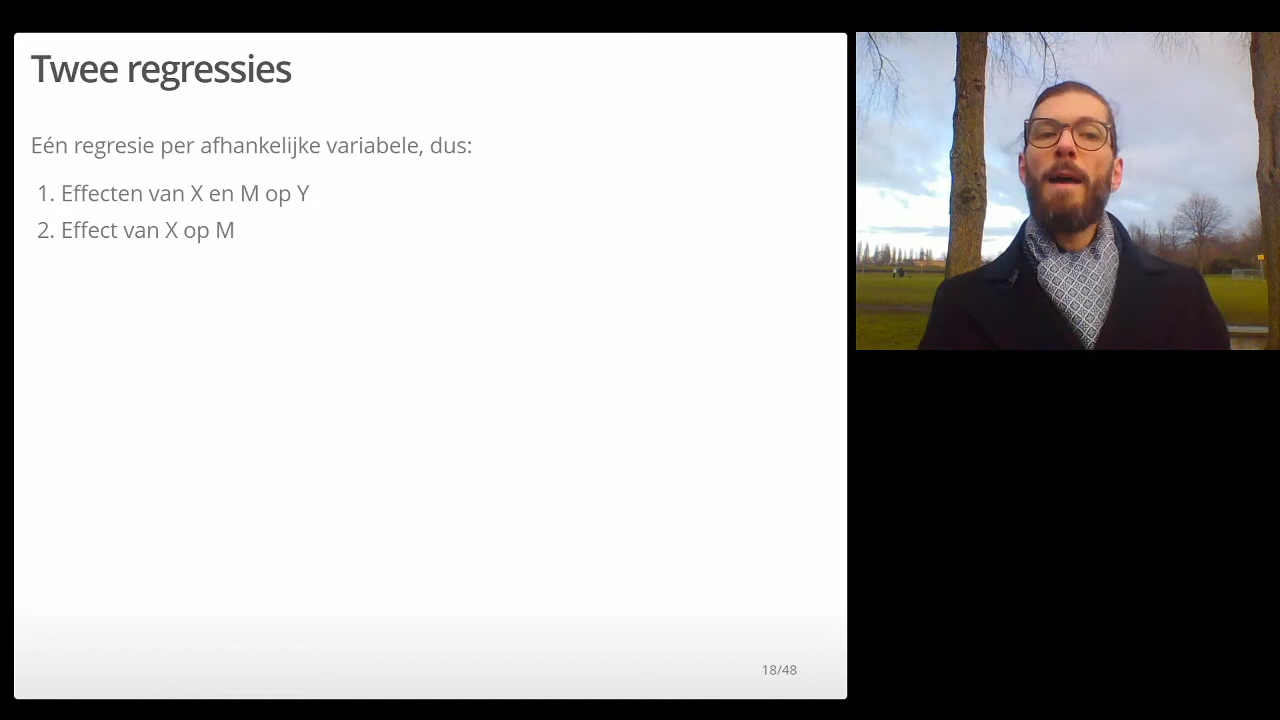 Twee regressies
Eén regresie per afhankelijke variabele, dus:
1. Effecten van X en M op Y
2. Effect van X op M
18/48